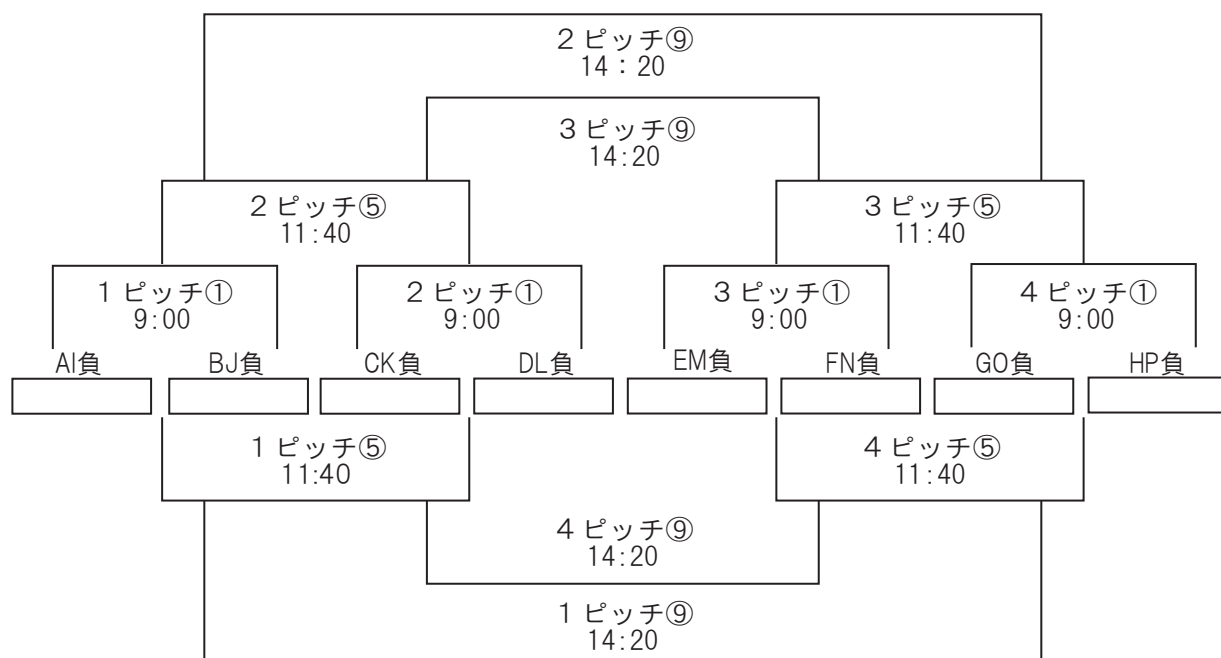 ２ピッチ⑨
14：20
３ピッチ⑨
14:20
２ピッチ⑤
11:40
３ピッチ⑤
11:40
１ピッチ①
9:00
２ピッチ①
9:00
３ピッチ①
9:00
４ピッチ①
9:00
AI負
BJ負
CK負
DL負
EM負
FN負
GO負
HP負
１ピッチ⑤
11:40
４ピッチ⑤
11:40
４ピッチ⑨
14:20
１ピッチ⑨
14:20